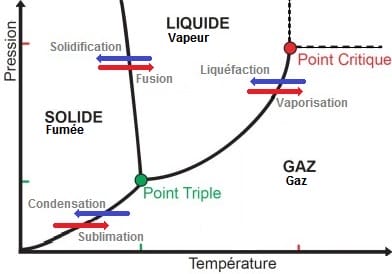 Pression
LIQUIDE
Vapeur
Solidification
Fusion
Liquéfaction
Point Critique
Vaporisation
SOLIDE
Fumée
GAZ
Gaz
Point Triple
Condensation
Sublimation
Température